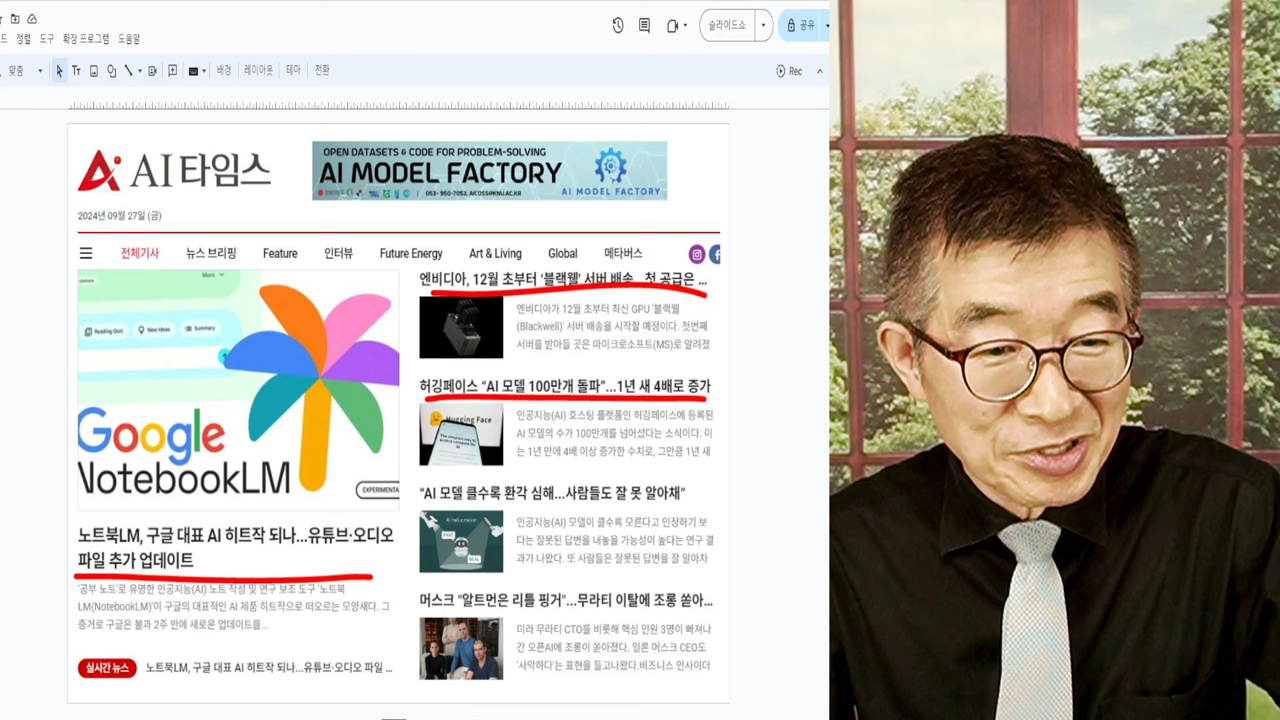 드 정렬 도구 확장 프로그램 도움말
슬라이드쇼
공유
맞춤
배경 레이아웃 테마 전환
Rec
AI타임스
OPEN DATASETS & CODE FOR PROBLEM-SOLVING
AI MODEL FACTORY
053- 950-7053, AICOSS@KNU.AC.KR
AI MODEL FACTORY
2024년 09월 27일 (금)
전체기사 뉴스 브리핑 Feature 인터뷰 Future Energy Art & Living Global 메타버스
More
Reading Quiz New Ideas Summary
Google
NotebookLM
EXPERIMENTA
노트북LM, 구글 대표 AI 히트작 되나...유튜브·오디오
파일 추가 업데이트
'공부 노트'로 유명한 인공지능(AI) 노트 작성 및 연구 보조 도구 '노트북
LM(NotebookLM)'이 구글의 대표적인 AI 제품 히트작으로 떠오르는 모양새다. 그
증거로 구글은 불과 2주 만에 새로운 업데이트를...
실시간 뉴스 노트북LM, 구글 대표 AI 히트작 되나...유튜브·오디오 파일 ...
엔비디아, 12월 초부터 '블랙웰' 서버 배송...첫 공급은 ...
엔비디아가 12월 초부터 최신 GPU '블랙웰
(Blackwell)' 서버 배송을 시작할 예정이다. 첫번째
서버를 받아들 곳은 마이크로소프트(MS)로 알려졌
허깅페이스 “AI 모델 100만개 돌파”...1년 새 4배로 증가
Hugging Face
인공지능(AI) 호스팅 플랫폼인 허깅페이스에 등록된
AI 모델의 수가 100만개를 넘어섰다는 소식이다. 이
는 1년 만에 4배 이상 증가한 수치로, 그만큼 1년 새
“AI 모델 클수록 환각 심해...사람들도 잘 못 알아채”
인공지능(AI) 모델이 클수록 모른다고 인정하기 보
다는 잘못된 답변을 내놓을 가능성이 높다는 연구 결
과가 나왔다. 또 사람들은 잘못된 답변을 잘 알아차
머스크 "알트먼은 리틀 핑거"...무라티 이탈에 조롱 쏟아...
미라 무라티 CTO를 비롯해 핵심 인원 3명이 빠져나
간 오픈AI에 조롱이 쏟아졌다. 일론 머스크 CEO도
'사악하다'는 표현을 들고나왔다.비즈니스 인사이더